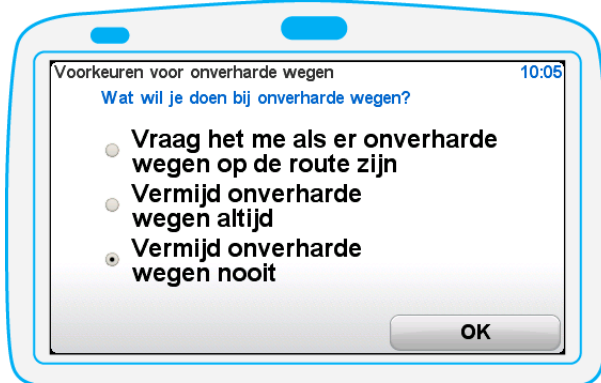 Voorkeuren voor onverharde wegen 10:05
Wat wil je doen bij onverharde wegen?
Vraag het me als er onverharde
wegen op de route zijn
Vermijd onverharde
wegen altijd
Vermijd onverharde
wegen nooit
OK